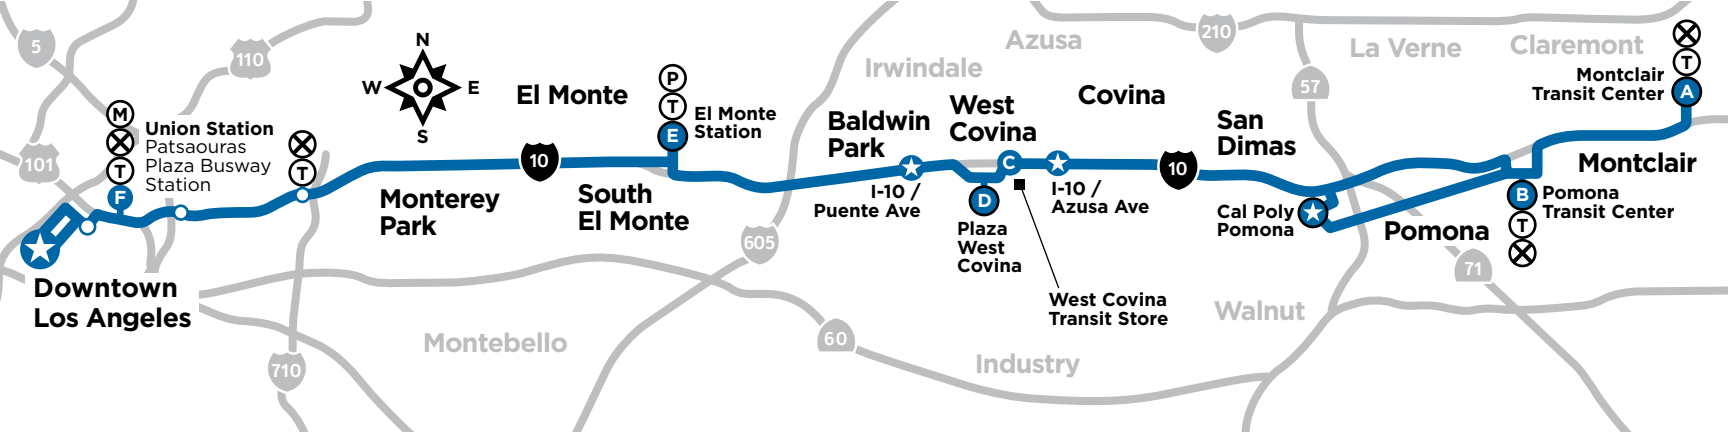 5
110
101
M
T
F
Union Station
Patsaouras
Plaza Busway
Station
T
Downtown
Los Angeles
710
N
W
E
S
Monterey
Park
El Monte
10
South
El Monte
P
T
E
El Monte
Station
Montebello
605
60
Baldwin
Park
I-10 /
Puente Ave
Irwindale
Azusa
West
Covina
C
D
Plaza
West
Covina
I-10 /
Azusa Ave
West Covina
Transit Store
Industry
Covina
10
210
San
Dimas
57
Cal Poly
Pomona
Walnut
Pomona
71
La Verne
Claremont
T
Montclair
Transit Center
A
Montclair
B
Pomona
Transit Center
T